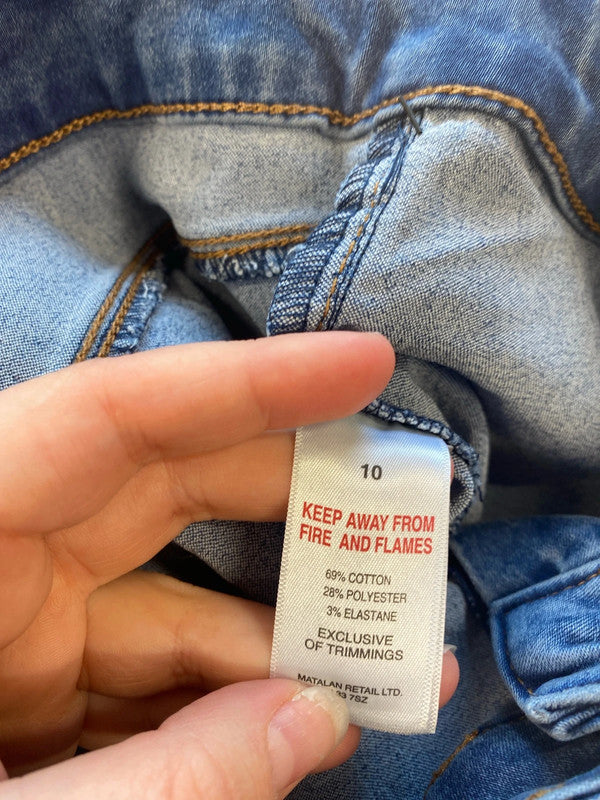 10
KEEP AWAY FROM
FIRE AND FLAMES
69% COTTON
28% POLYESTER
3% ELASTANE
EXCLUSIVE
OF TRIMMINGS
MATALAN RETAIL LTD.
7SZ